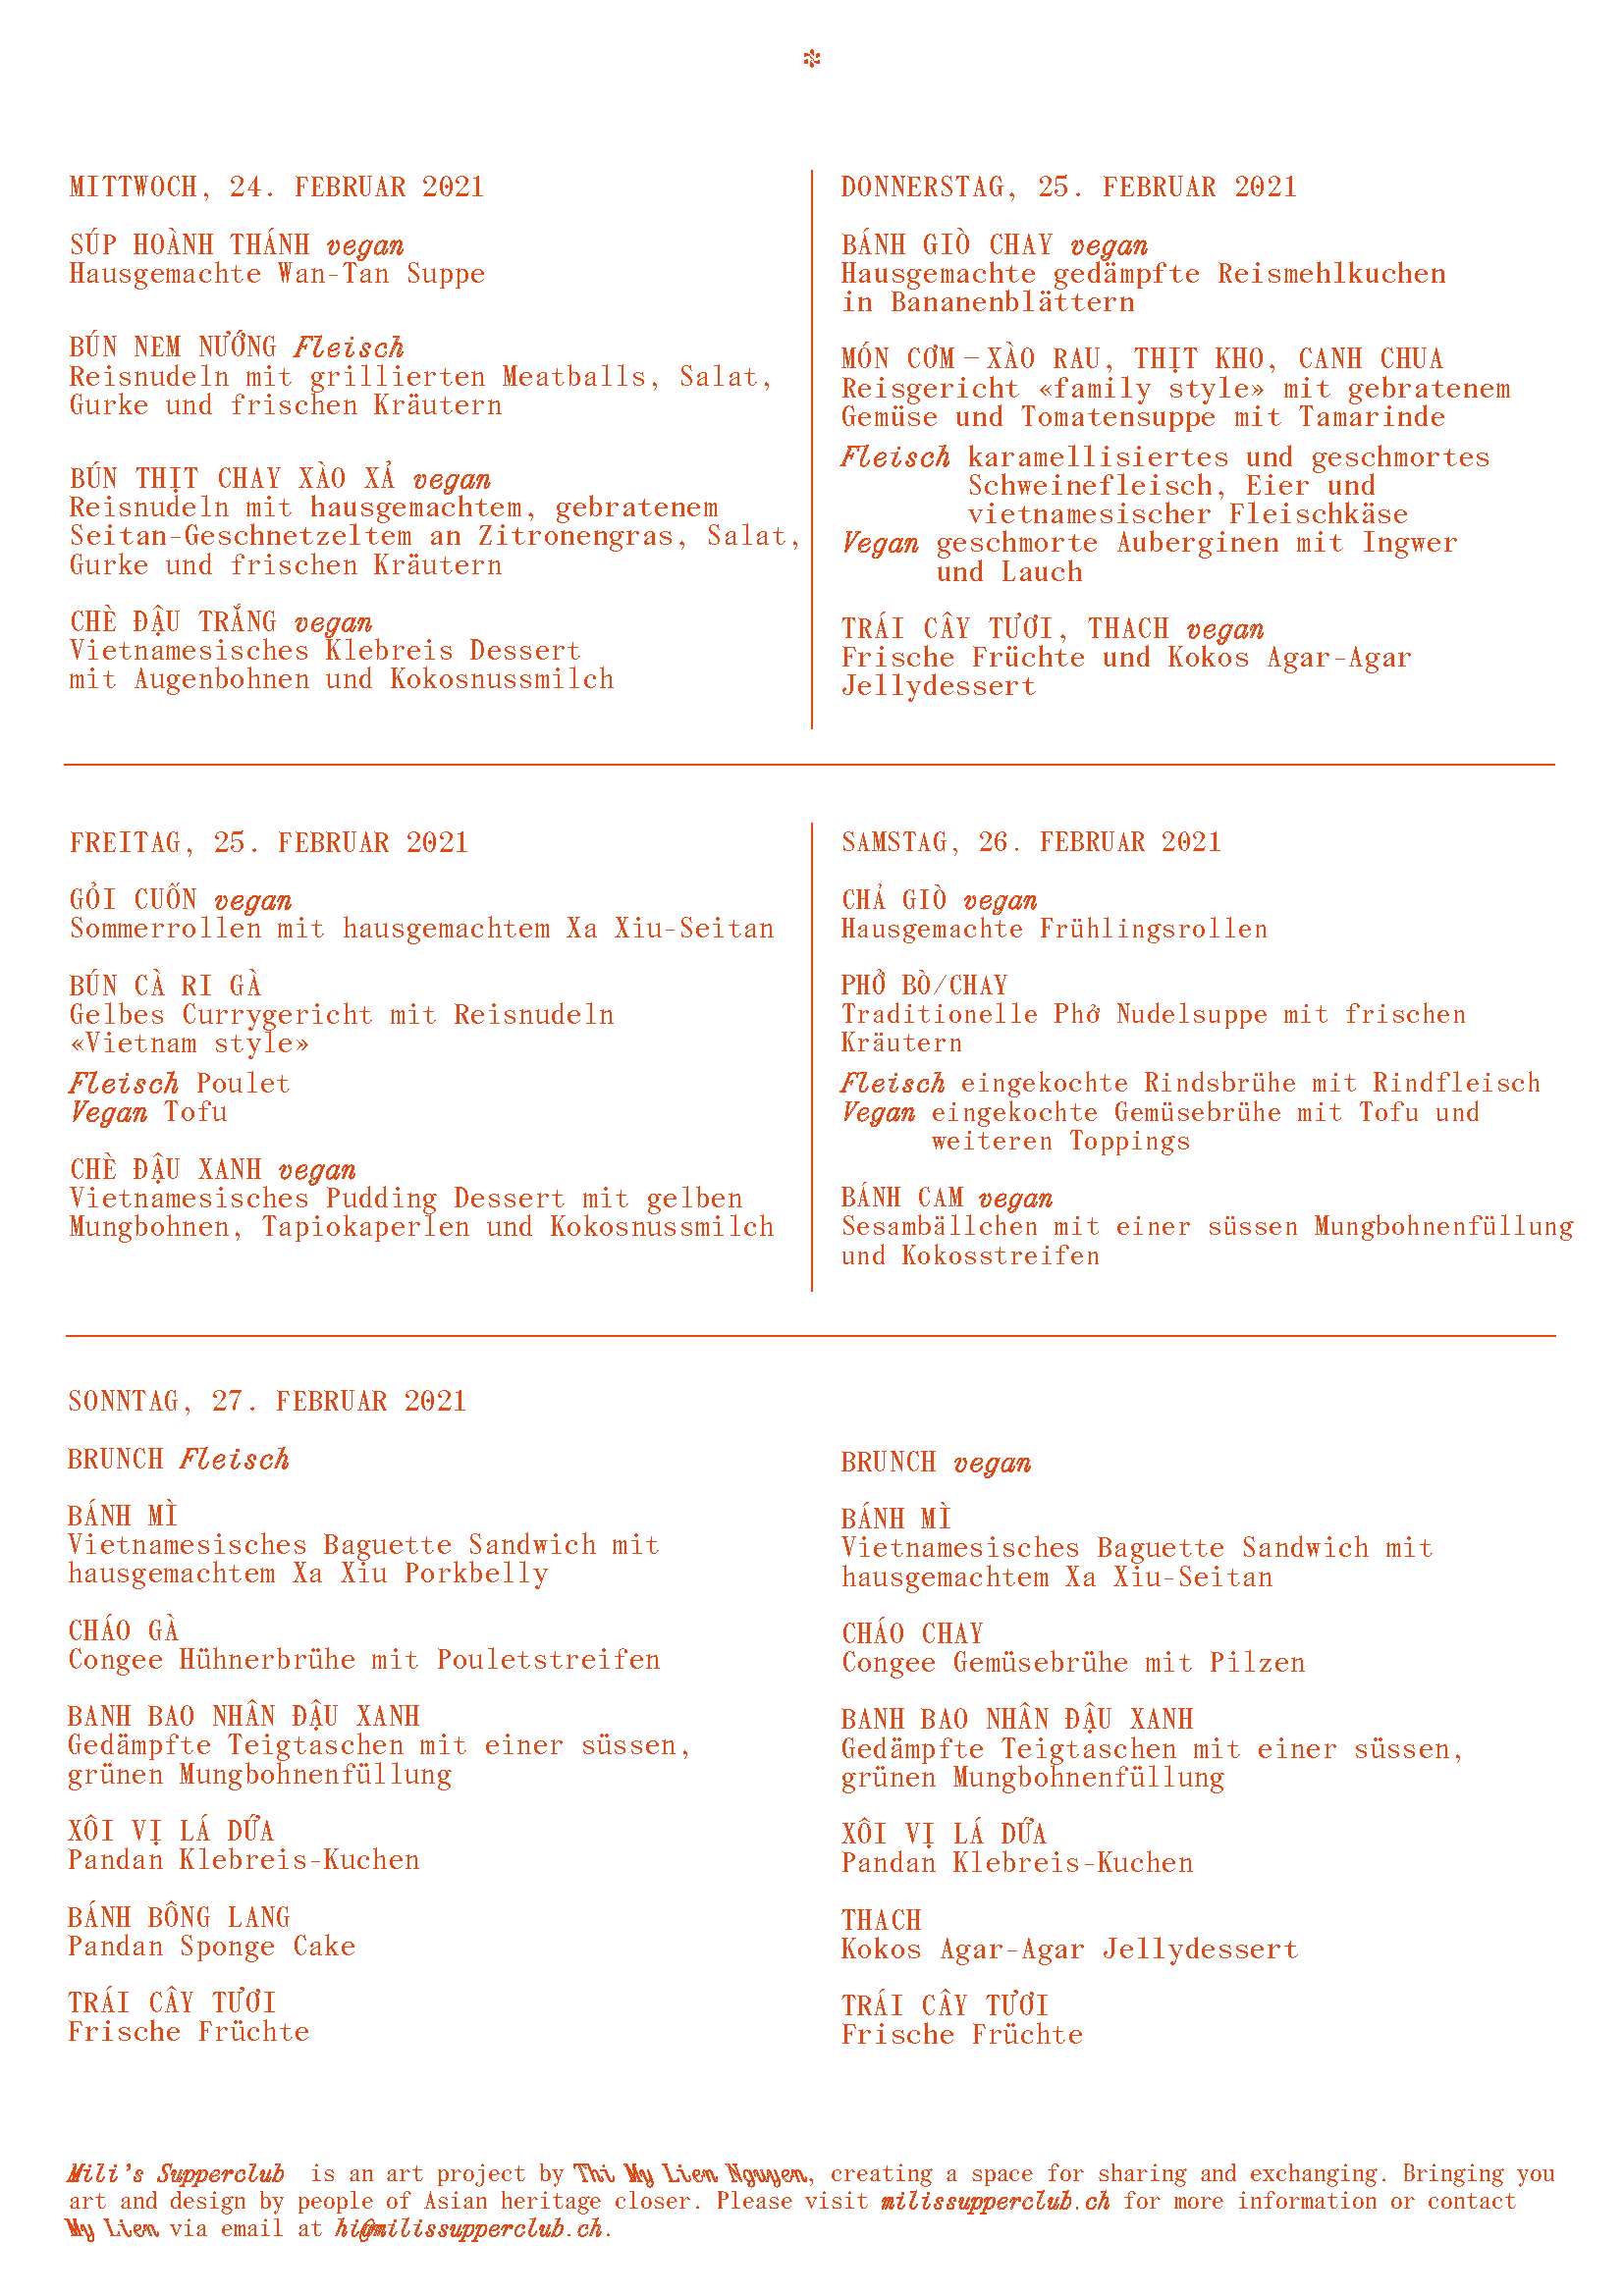 *
MITTWOCH, 24. FEBRUAR 2021
SÚP HOÀNH THÁNH vegan
Hausgemachte Wan-Tan Suppe
BÚN NEM NƯỚNG Fleisch
Reisnudeln mit grillierten Meatballs, Salat,
Gurke und frischen Kräutern
BÚN THỊT CHAY XÀO XẢ vegan
Reisnudeln mit hausgemachtem, gebratenem
Seitan-Geschnetzeltem an Zitronengras, Salat,
Gurke und frischen Kräutern
CHÈ ĐẬU TRẮNG vegan
Vietnamesisches Klebreis Dessert
mit Augenbohnen und Kokosnussmilch
DONNERSTAG, 25. FEBRUAR 2021
BÁNH GIÒ CHAY vegan
Hausgemachte gedämpfte Reismehlkuchen
in Bananenblättern
MÓN CƠM – XÀO RAU, THỊT KHO, CANH CHUA
Reisgericht «family style» mit gebratenem
Gemüse und Tomatensuppe mit Tamarinde
Fleisch karamellisiertes und geschmortes
Schweinefleisch, Eier und
vietnamesischer Fleischkäse
Vegan geschmorte Auberginen mit Ingwer
und Lauch
TRÁI CÂY TƯƠI, THACH vegan
Frische Früchte und Kokos Agar-Agar
Jellydessert
FREITAG, 25. FEBRUAR 2021
GỎI CUỐN vegan
Sommerrollen mit hausgemachtem Xa Xiu-Seitan
BÚN CÀ RI GÀ
Gelbes Currygericht mit Reisnudeln
«Vietnam style»
Fleisch Poulet
Vegan Tofu
CHÈ ĐẬU XANH vegan
Vietnamesisches Pudding Dessert mit gelben
Mungbohnen, Tapiokaperlen und Kokosnussmilch
SAMSTAG, 26. FEBRUAR 2021
CHẢ GIÒ vegan
Hausgemachte Frühlingsrollen
PHỞ BÒ/CHAY
Traditionelle Phở Nudelsuppe mit frischen
Kräutern
Fleisch eingekochte Rindsbrühe mit Rindfleisch
Vegan eingekochte Gemüsebrühe mit Tofu und
weiteren Toppings
BÁNH CAM vegan
Sesambällchen mit einer süssen Mungbohnenfüllung
und Kokosstreifen
SONNTAG, 27. FEBRUAR 2021
BRUNCH Fleisch
BÁNH MÌ
Vietnamesisches Baguette Sandwich mit
hausgemachtem Xa Xiu Porkbelly
CHÁO GÀ
Congee Hühnerbrühe mit Pouletstreifen
BANH BAO NHÂN ĐẬU XANH
Gedämpfte Teigtaschen mit einer süssen,
grünen Mungbohnenfüllung
XÔI VỊ LÁ DỨA
Pandan Klebreis-Kuchen
BÁNH BÔNG LANG
Pandan Sponge Cake
TRÁI CÂY TƯƠI
Frische Früchte
BRUNCH vegan
BÁNH MÌ
Vietnamesisches Baguette Sandwich mit
hausgemachtem Xa Xiu-Seitan
CHÁO CHAY
Congee Gemüsebrühe mit Pilzen
BANH BAO NHÂN ĐẬU XANH
Gedämpfte Teigtaschen mit einer süssen,
grünen Mungbohnenfüllung
XÔI VỊ LÁ DỨA
Pandan Klebreis-Kuchen
THACH
Kokos Agar-Agar Jellydessert
TRÁI CÂY TƯƠI
Frische Früchte
Mili's Supperclub is an art project by Thi My Lien Nguyen, creating a space for sharing and exchanging. Bringing you
art and design by people of Asian heritage closer. Please visit milissupperclub.ch for more information or contact
My Lien via email at hi@milissupperclub.ch.